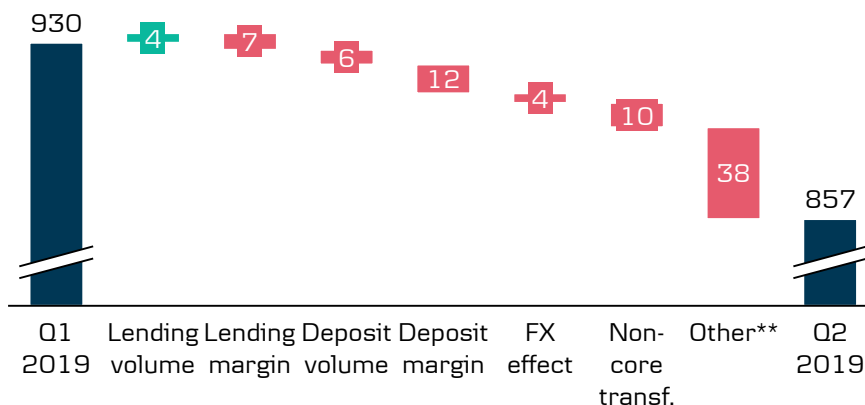 930
4
7
6
12
4
10
38
857
Q1
2019
Lending
volume
Lending
margin
Deposit
volume
Deposit
margin
FX
effect
Non-
core
transf.
Other**
Q2
2019